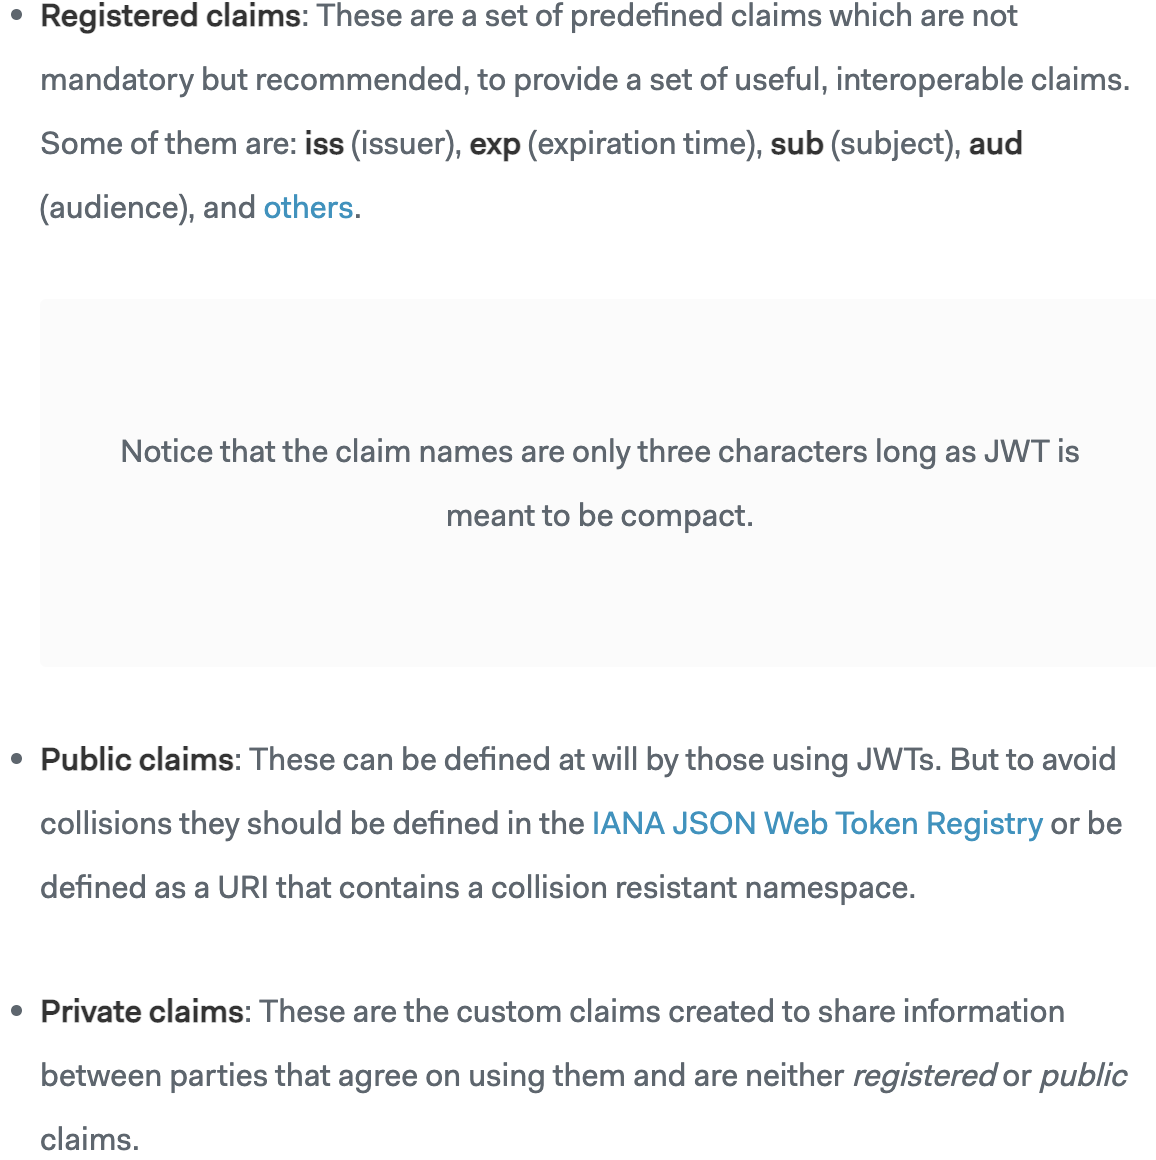 • Registered claims: These are a set of predefined claims which are not
mandatory but recommended, to provide a set of useful, interoperable claims.
Some of them are: iss (issuer), exp (expiration time), sub (subject), aud
(audience), and others.
Notice that the claim names are only three characters long as JWT is
meant to be compact.
• Public claims: These can be defined at will by those using JWTs. But to avoid
collisions they should be defined in the IANA JSON Web Token Registry or be
defined as a URI that contains a collision resistant namespace.
• Private claims: These are the custom claims created to share information
between parties that agree on using them and are neither registered or public
claims.